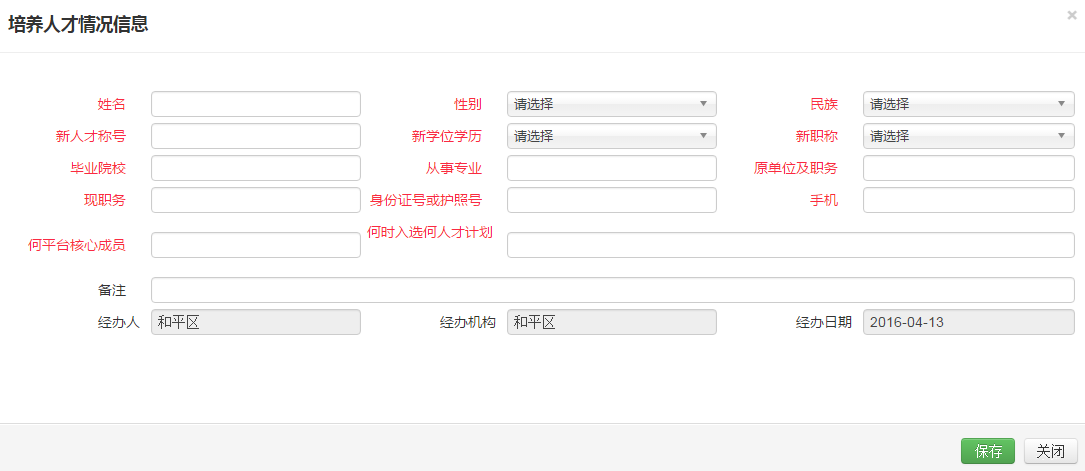 培养人才情况信息
×
姓名 性别 请选择 民族 请选择
新人才称号 新学位学历 请选择 新职称 请选择
毕业院校 从事专业 原单位及职务
现职务 身份证号或护照号 手机
何平台核心成员 何时入选何人才计划
备注
经办人 和平区 经办机构 和平区 经办日期 2016-04-13
保存 关闭